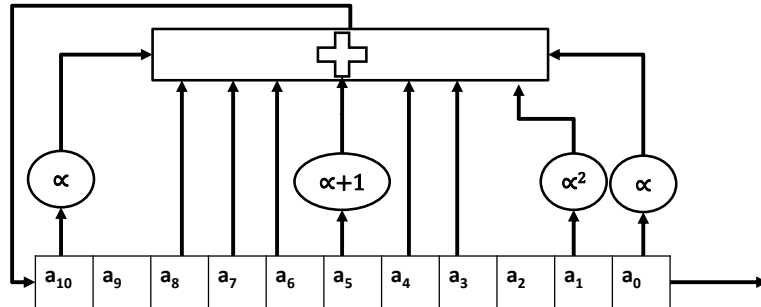 ∝ ∝+1 ∝² ∝
a₁₀ a₉ a₈ a₇ a₆ a₅ a₄ a₃ a₂ a₁ a₀